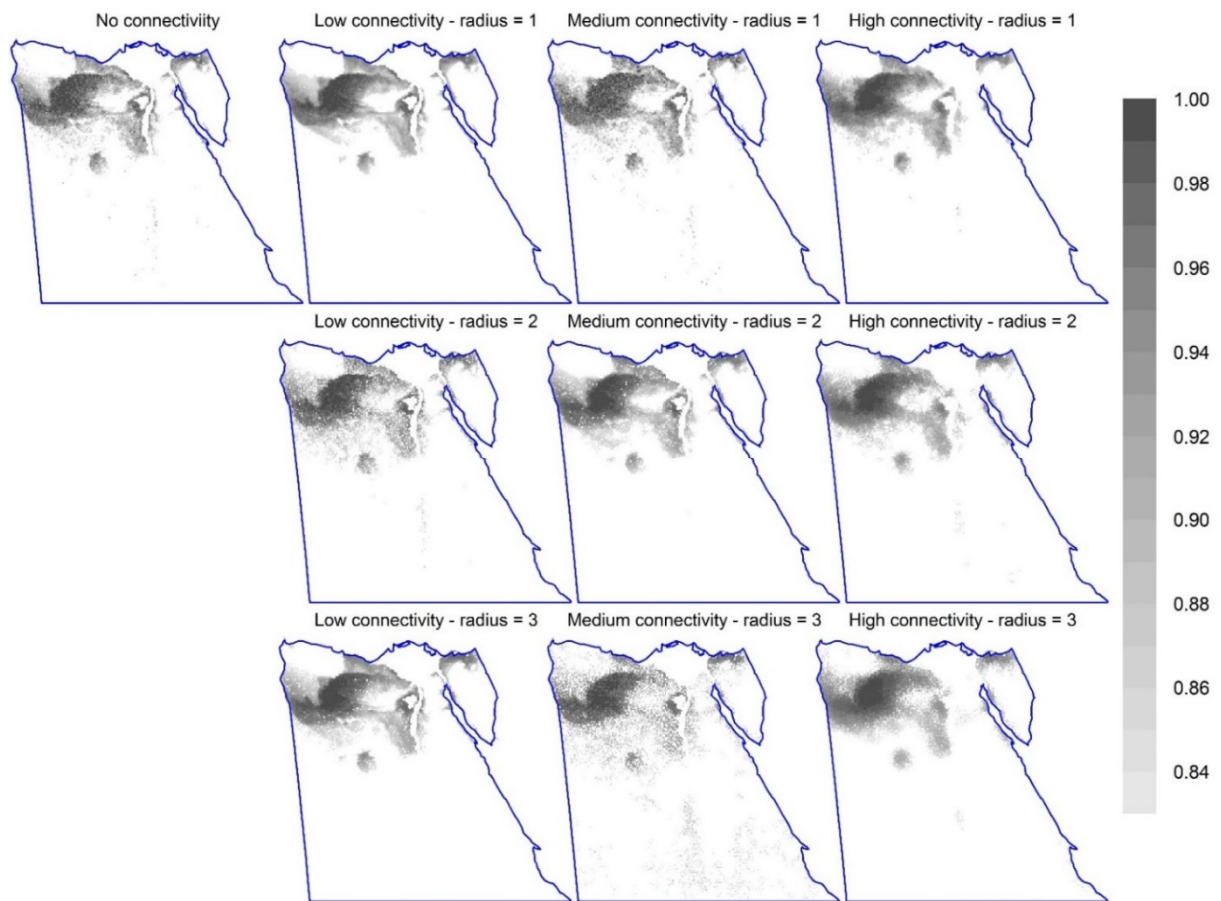 No connectiviity
Low connectivity - radius = 1
Medium connectivity - radius = 1
High connectivity - radius = 1
Low connectivity - radius = 2
Medium connectivity - radius = 2
High connectivity - radius = 2
Low connectivity - radius = 3
Medium connectivity - radius = 3
High connectivity - radius = 3
1.00
0.98
0.96
0.94
0.92
0.90
0.88
0.86
0.84